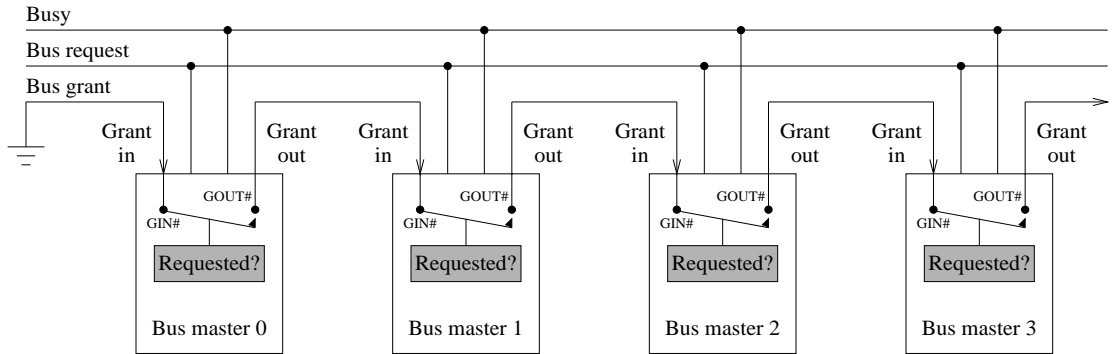 Busy
Bus request
Bus grant
Grant in
Grant out
Grant in
Grant out
Grant in
Grant out
Grant in
Grant out
GOUT#
GIN#
Requested?
Bus master 0
GOUT#
GIN#
Requested?
Bus master 1
GOUT#
GIN#
Requested?
Bus master 2
GOUT#
GIN#
Requested?
Bus master 3